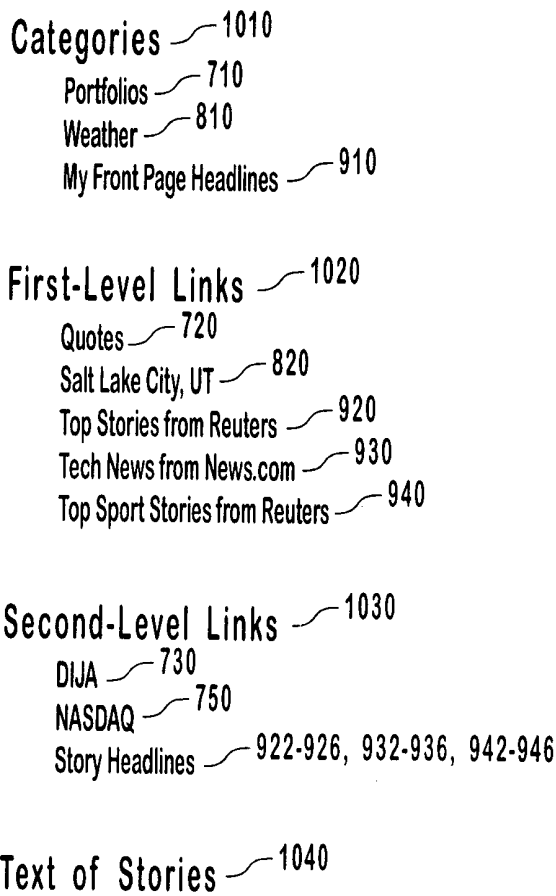 Categories 1010
Portfolios 710
Weather 810
My Front Page Headlines 910
First-Level Links 1020
Quotes 720
Salt Lake City, UT 820
Top Stories from Reuters 920
Tech News from News.com 930
Top Sport Stories from Reuters 940
Second-Level Links 1030
DIJA 730
NASDAQ 750
Story Headlines 922-926, 932-936, 942-946
Text of Stories 1040